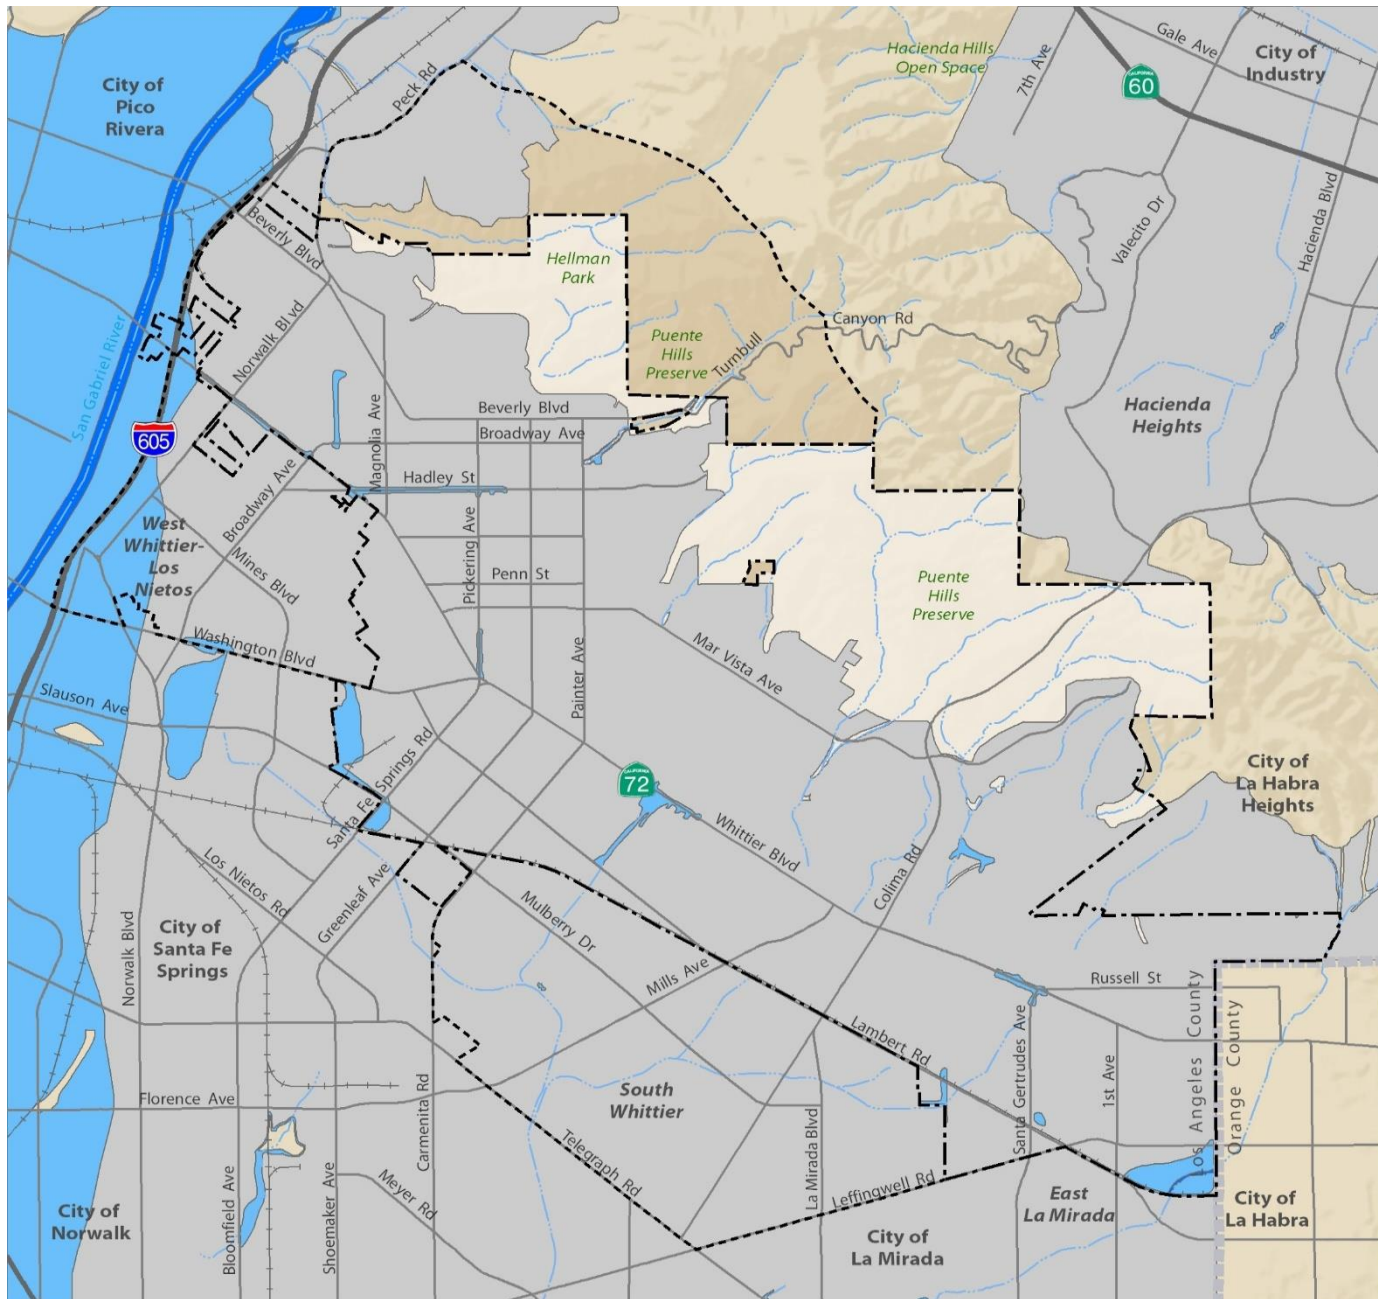 Hacienda Hills
Open Space
7th Ave
Gale Ave
City of
Industry
CALIFORNIA
60
City of
Pico
Rivera
Peck Rd
Beverly Blvd
Valecito Dr
Hacienda Blvd
Hellman
Park
Norwalk Blvd
San Gabriel River
Puente
Hills
Preserve
Turnbull
Canyon Rd
605
Magnolia Ave
Beverly Blvd
Broadway Ave
Hacienda
Heights
Hadley St
Broadway Ave
West
Whittier-
Los
Nietos
Mines Blvd
Pickering Ave
Penn St
Puente
Hills
Preserve
Washington Blvd
Painter Ave
Mar Vista Ave
Slauson Ave
Santa Fe Springs Rd
CALIFORNIA
72
Whittier Blvd
City of
La Habra
Heights
Los Nietos Rd
Greenleaf Ave
Colima Rd
Mulberry Dr
City of
Santa Fe
Springs
Norwalk Blvd
Mills Ave
Russell St
Lambert Rd
Santa Gertrudes Ave
1st Ave
Los Angeles County
Orange County
Florence Ave
Carmenita Rd
South
Whittier
La Mirada Blvd
Telegraph Rd
Leffingwell Rd
Meyer Rd
Bloomfield Ave
Shoemaker Ave
City of
Norwalk
East
La Mirada
City of
La Habra
City of
La Mirada